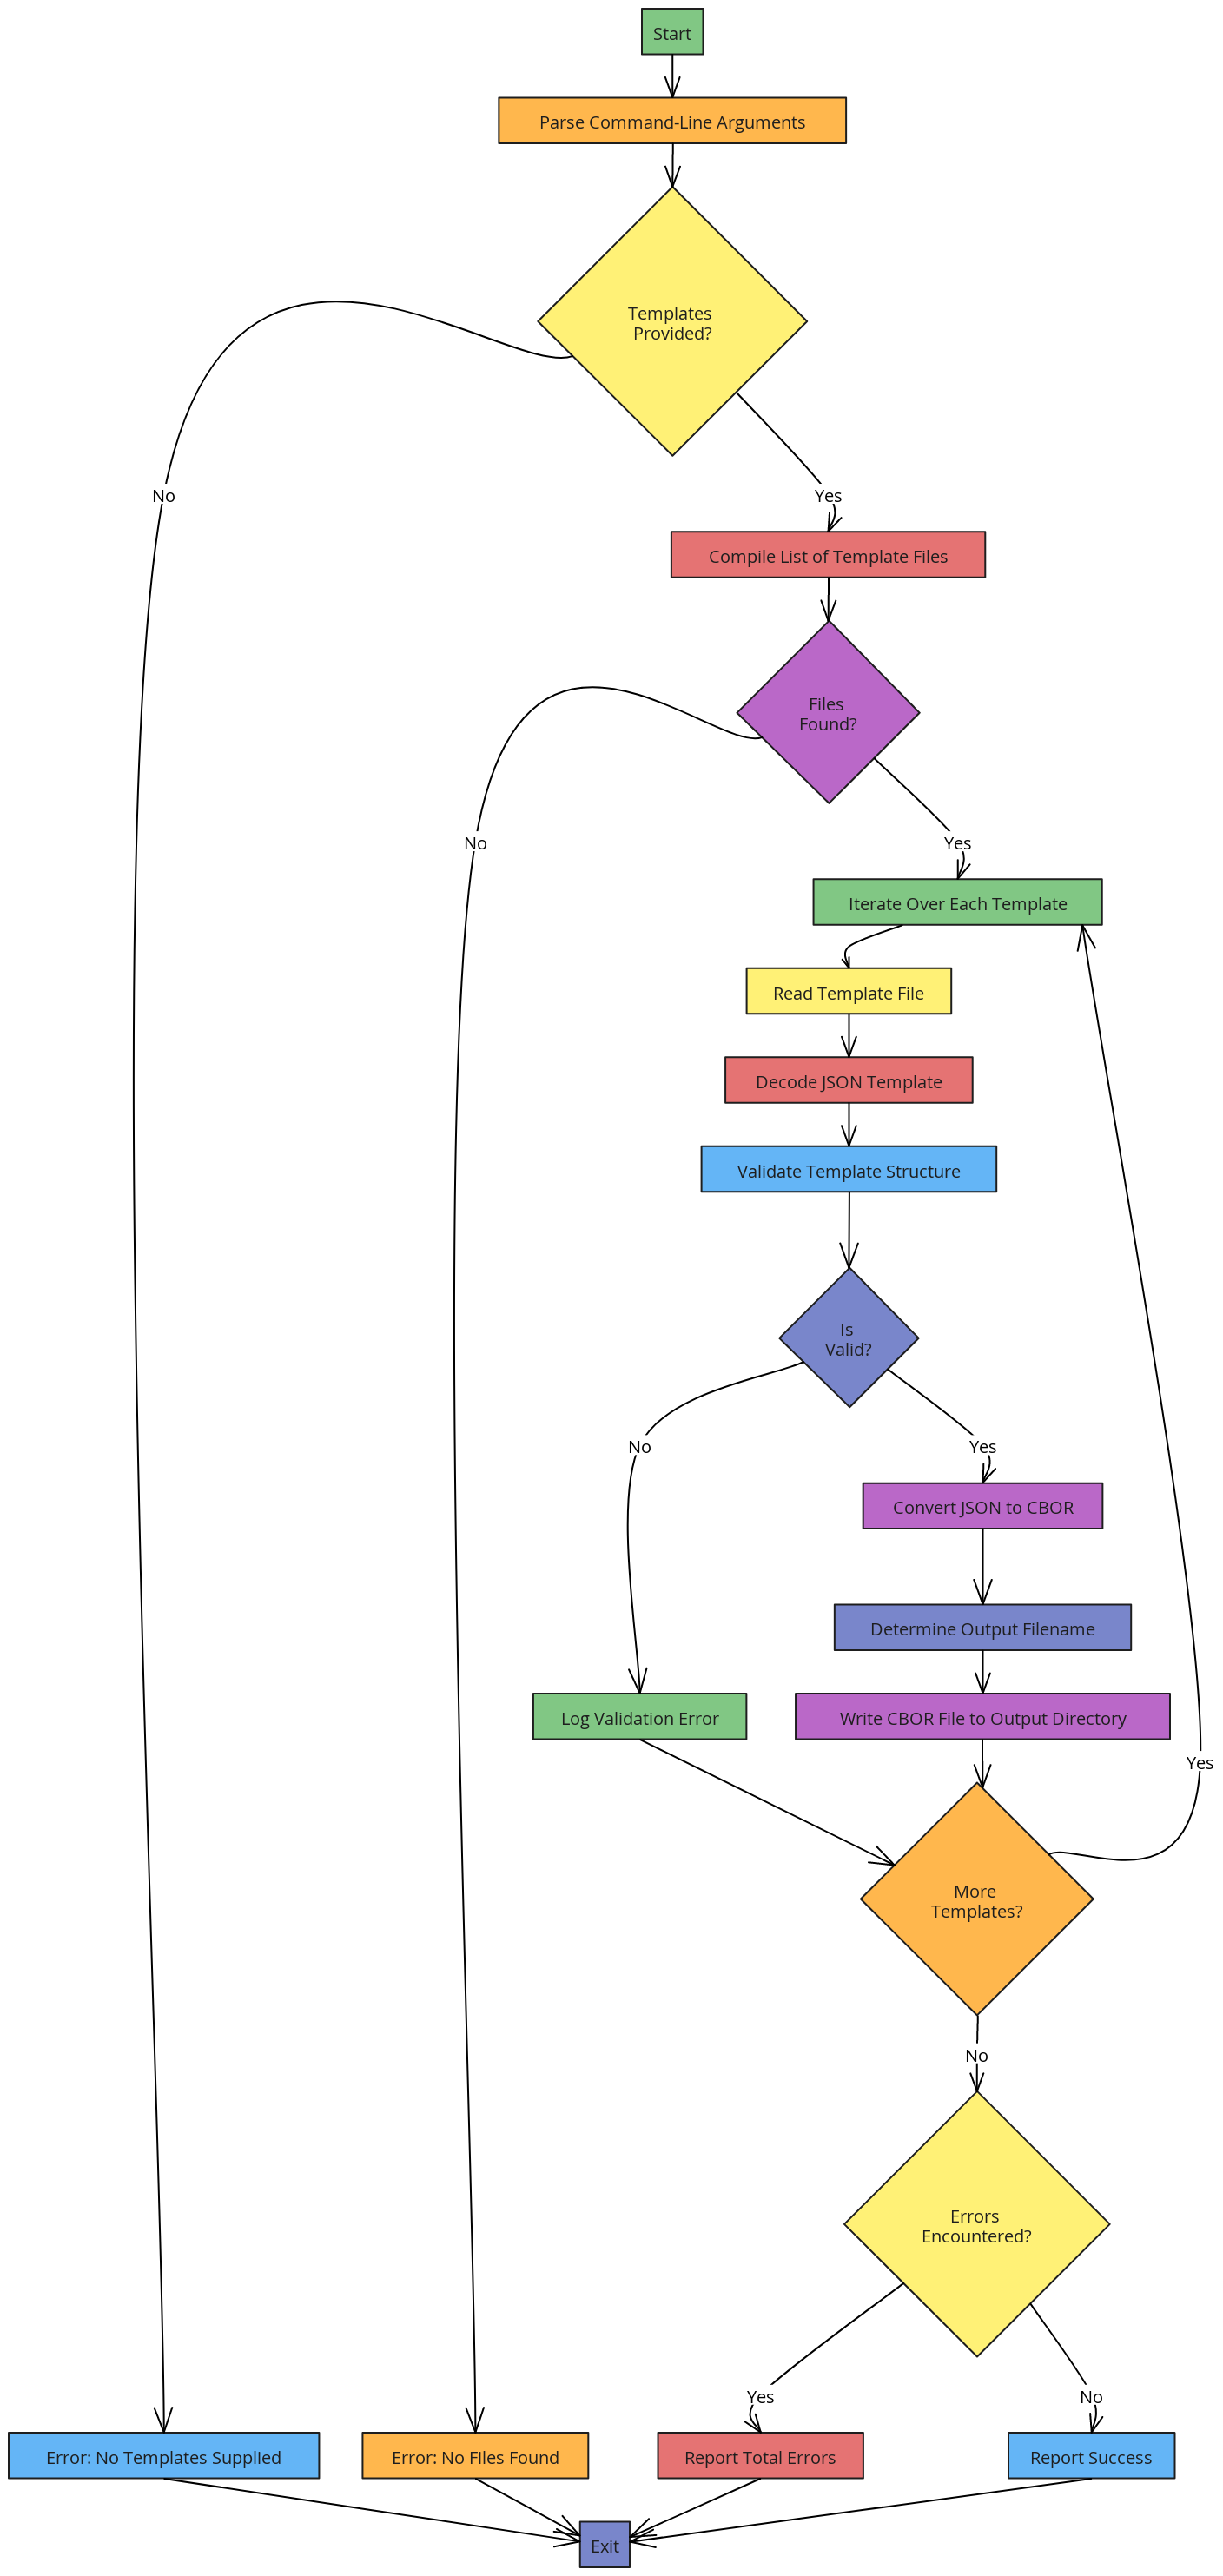 Start
Parse Command-Line Arguments
Templates
Provided?
No
Yes
Compile List of Template Files
Files
Found?
No
Yes
Iterate Over Each Template
Read Template File
Decode JSON Template
Validate Template Structure
Is
Valid?
No
Yes
Convert JSON to CBOR
Determine Output Filename
Log Validation Error
Write CBOR File to Output Directory
Yes
More
Templates?
No
Errors
Encountered?
Yes
No
Error: No Templates Supplied
Error: No Files Found
Report Total Errors
Report Success
Exit